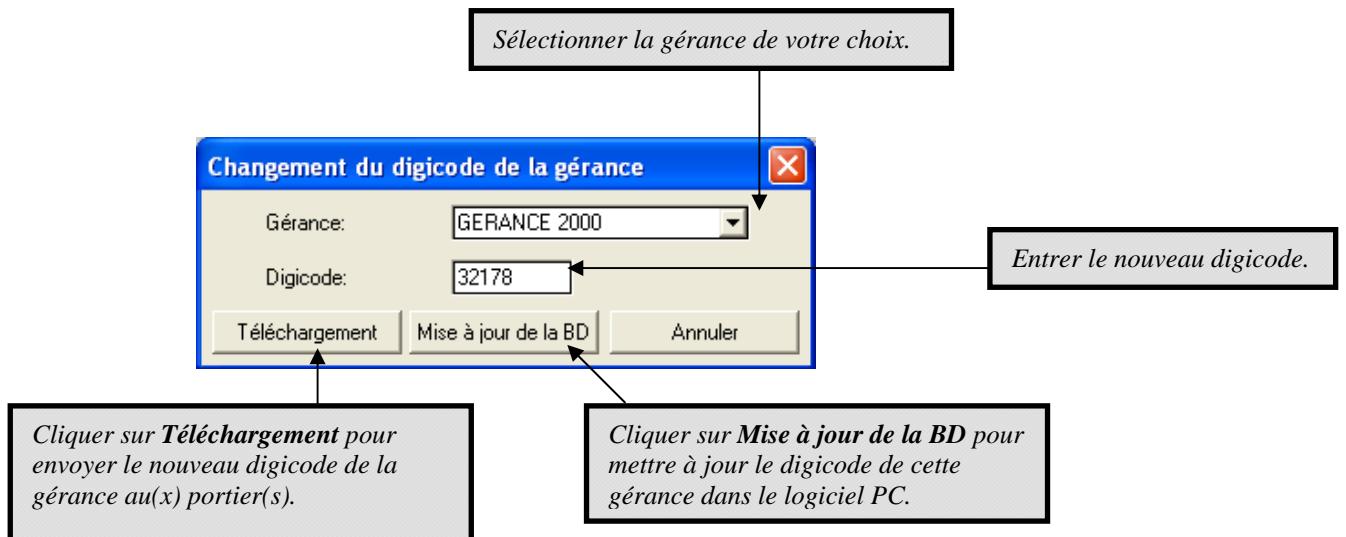 Sélectionner la gérance de votre choix.
Changement du digicode de la gérance
Gérance:
GERANCE 2000
Entrer le nouveau digicode.
Digicode:
32178
Téléchargement
Mise à jour de la BD
Annuler
Cliquer sur Téléchargement pour
envoyer le nouveau digicode de la
gérance au(x) portier(s).
Cliquer sur Mise à jour de la BD pour
mettre à jour le digicode de cette
gérance dans le logiciel PC.